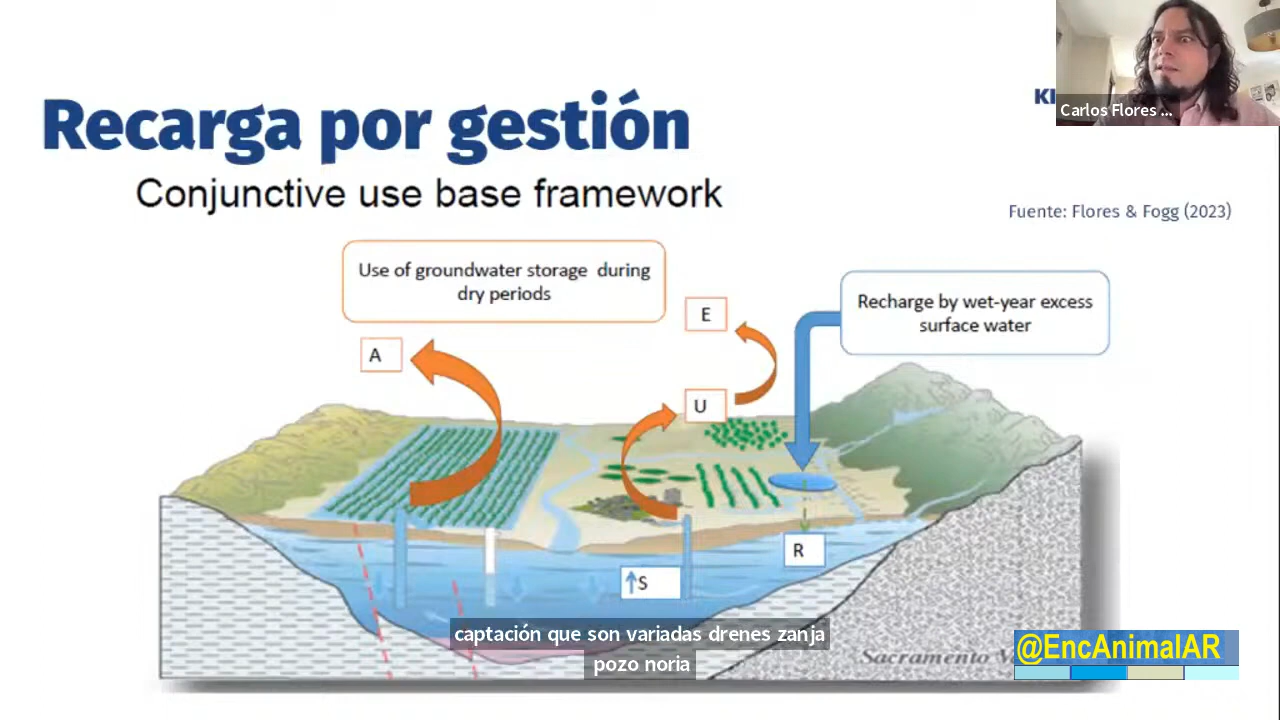 Recarga por gestión
Conjunctive use base framework
Carlos Flores ...
Fuente: Flores & Fogg (2023)
Use of groundwater storage during
dry periods
E
Recharge by wet-year excess
surface water
A
U
R
↑S
captación que son variadas drenes zanja
pozo noria
Sacramento
@EncAnimalAR